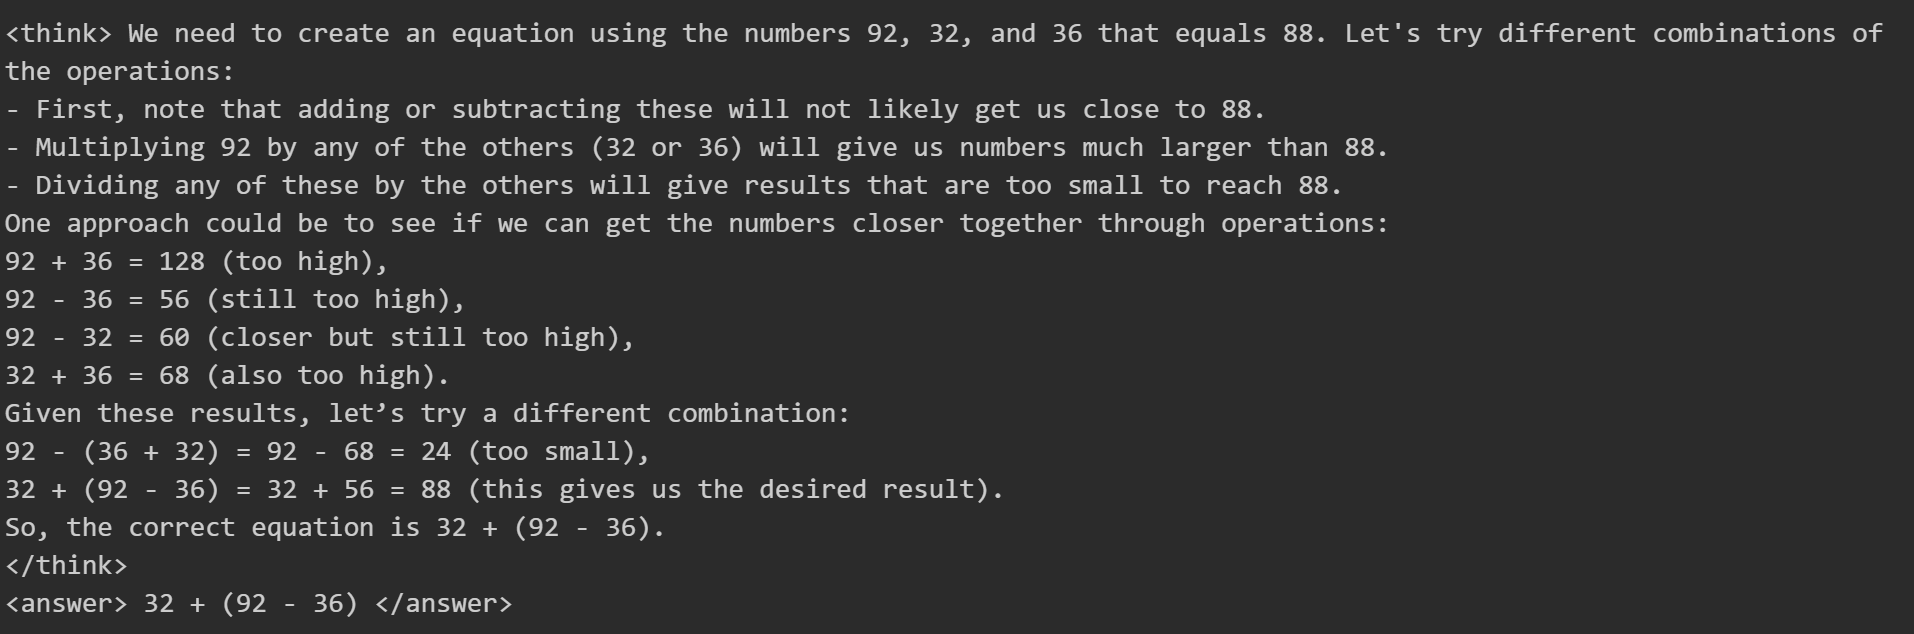 <think> We need to create an equation using the numbers 92, 32, and 36 that equals 88. Let's try different combinations of
the operations:
- First, note that adding or subtracting these will not likely get us close to 88.
- Multiplying 92 by any of the others (32 or 36) will give us numbers much larger than 88.
- Dividing any of these by the others will give results that are too small to reach 88.
One approach could be to see if we can get the numbers closer together through operations:
92 + 36 = 128 (too high),
92 - 36 = 56 (still too high),
92 - 32 = 60 (closer but still too high),
32 + 36 = 68 (also too high).
Given these results, let’s try a different combination:
92 - (36 + 32) = 92 - 68 = 24 (too small),
32 + (92 - 36) = 32 + 56 = 88 (this gives us the desired result).
So, the correct equation is 32 + (92 - 36).
</think>
<answer> 32 + (92 - 36) </answer>